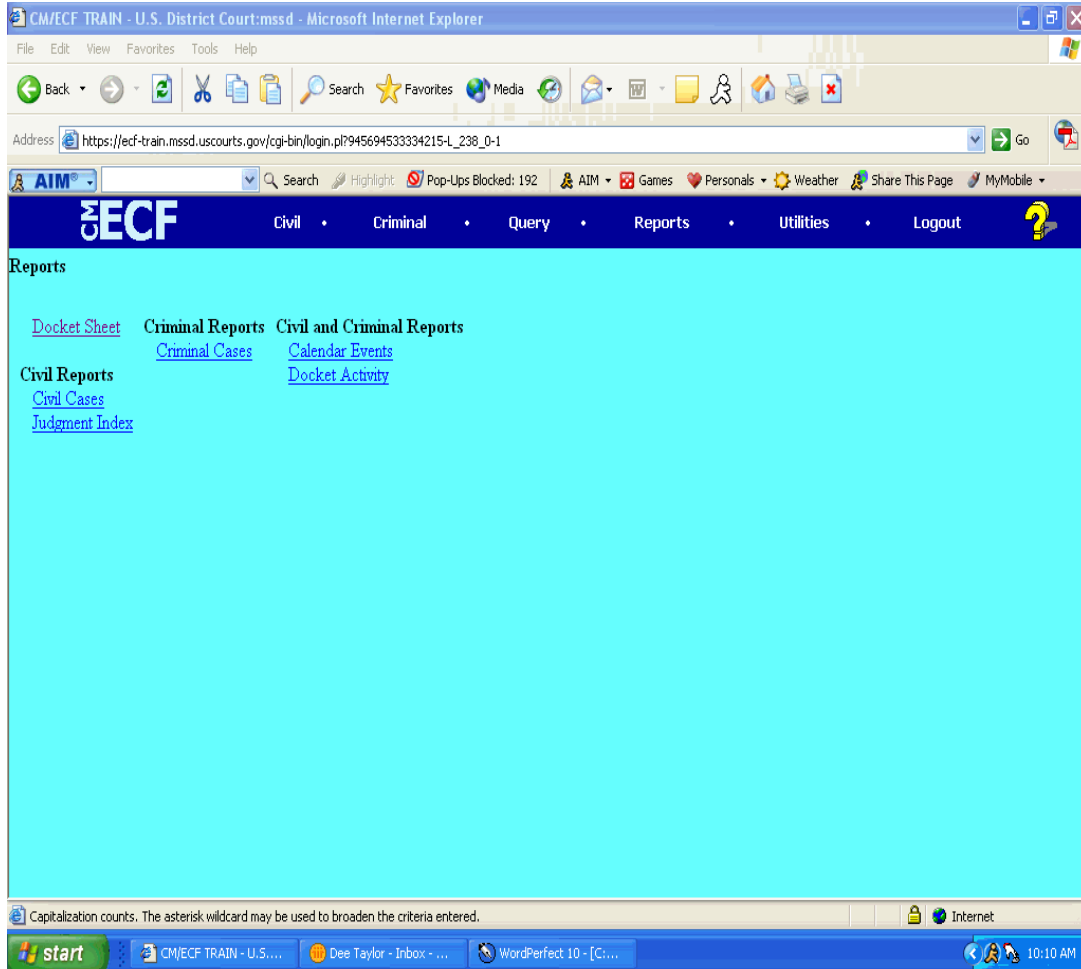 CM/ECF TRAIN - U.S. District Court:mssd - Microsoft Internet Explorer
File Edit View Favorites Tools Help
Back Search Favorites Media
Address https://ecf-train.mssd.uscourts.gov/cgi-bin/login.pl?945694533334215-L_238_0-1 Go
AIM® Search Highlight Pop-Ups Blocked: 192 AIM Games Personals Weather Share This Page MyMobile
CM ECF Civil • Criminal • Query • Reports • Utilities • Logout ?
Reports
Docket Sheet Criminal Reports Civil and Criminal Reports
Criminal Cases Calendar Events
Civil Reports Docket Activity
Civil Cases
Judgment Index
Capitalization counts. The asterisk wildcard may be used to broaden the criteria entered. Internet
start CM/ECF TRAIN - U.S.... Dee Taylor - Inbox - ... WordPerfect 10 - [C:... 10:10 AM